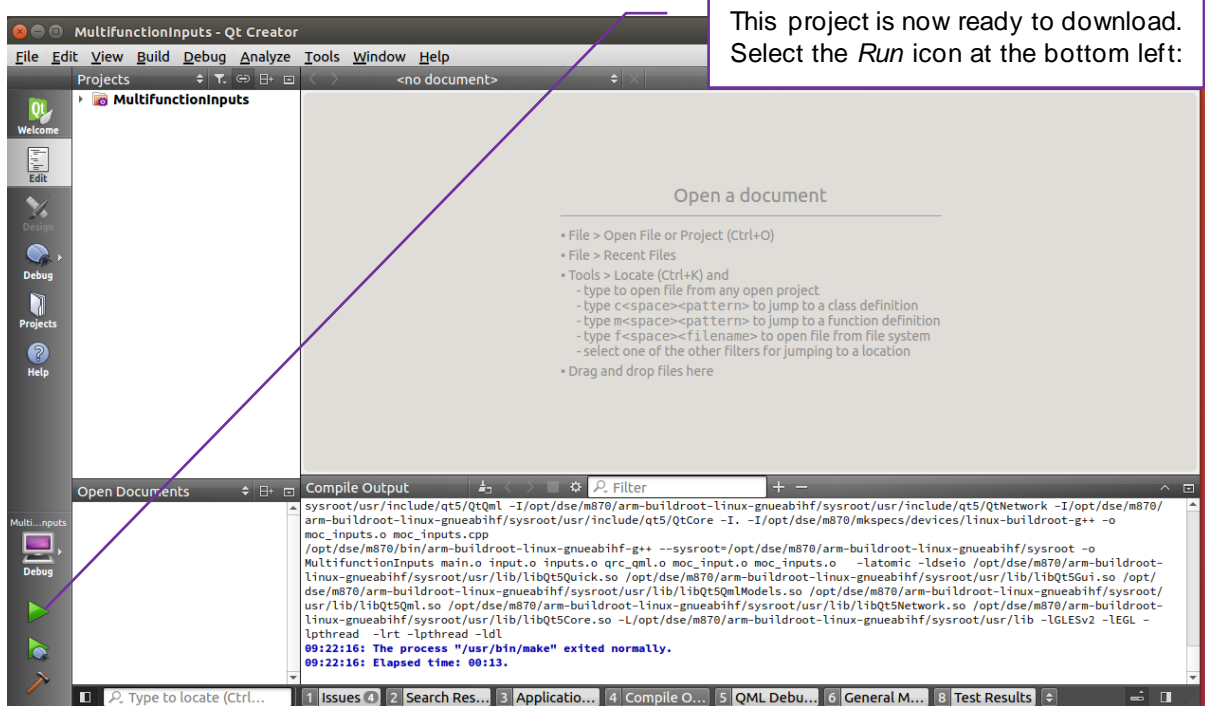 This project is now ready to download.
Select the Run icon at the bottom left:
MultifunctionInputs - Qt Creator
File Edit View Build Debug Analyze Tools Window Help
Projects
<no document>
MultifunctionInputs
Qt
Welcome
Edit
Design
Debug
Projects
Help
Open a document
• File > Open File or Project (Ctrl+O)
• File > Recent Files
• Tools > Locate (Ctrl+K) and
- type to open file from any open project
- type c<space><pattern> to jump to a class definition
- type m<space><pattern> to jump to a function definition
- type f<space><filename> to open file from file system
- select one of the other filters for jumping to a location
• Drag and drop files here
Open Documents
Compile Output
Filter
sysroot/usr/include/qt5/QtQml -I/opt/dse/m870/arm-buildroot-linux-gnueabihf/sysroot/usr/include/qt5/QtNetwork -I/opt/dse/m870/
arm-buildroot-linux-gnueabihf/sysroot/usr/include/qt5/QtCore -I. -I/opt/dse/m870/mkspecs/devices/linux-buildroot-g++ -o
moc_inputs.o moc_inputs.cpp
/opt/dse/m870/bin/arm-buildroot-linux-gnueabihf-g++ --sysroot=/opt/dse/m870/arm-buildroot-linux-gnueabihf/sysroot -o
MultifunctionInputs main.o input.o inputs.o qrc_qml.o moc_input.o moc_inputs.o -latomic -ldseio /opt/dse/m870/arm-buildroot-
linux-gnueabihf/sysroot/usr/lib/libQt5Quick.so /opt/dse/m870/arm-buildroot-linux-gnueabihf/sysroot/usr/lib/libQt5Gui.so /opt/
dse/m870/arm-buildroot-linux-gnueabihf/sysroot/usr/lib/libQt5QmlModels.so /opt/dse/m870/arm-buildroot-linux-gnueabihf/sysroot/
usr/lib/libQt5Qml.so /opt/dse/m870/arm-buildroot-linux-gnueabihf/sysroot/usr/lib/libQt5Network.so /opt/dse/m870/arm-buildroot-
linux-gnueabihf/sysroot/usr/lib/libQt5Core.so -L/opt/dse/m870/arm-buildroot-linux-gnueabihf/sysroot/usr/lib -lGLESv2 -lEGL -
lpthread -lrt -lpthread -ldl
09:22:16: The process "/usr/bin/make" exited normally.
09:22:16: Elapsed time: 00:13.
Multi...nputs
Debug
Type to locate (Ctrl...
1 Issues 4 2 Search Res... 3 Applicatio... 4 Compile O... 5 QML Debu... 6 General M... 8 Test Results